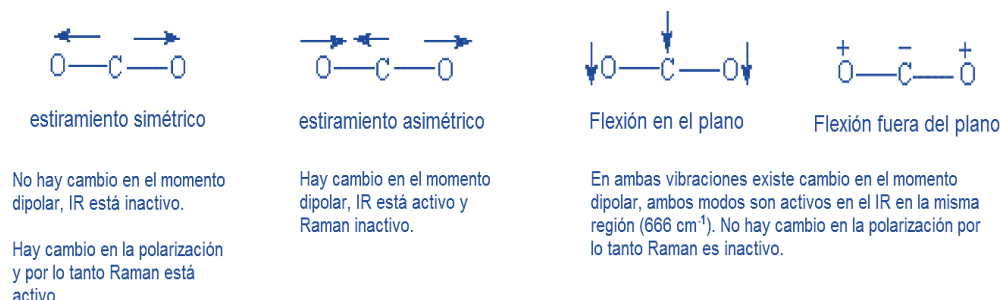 O—C—O
O—C—O
O—C—O
+ − +
O—C—O
estiramiento simétrico
estiramiento asimétrico
Flexión en el plano
Flexión fuera del plano
No hay cambio en el momento
dipolar, IR está inactivo.
Hay cambio en la polarización
y por lo tanto Raman está
activo
Hay cambio en el momento
dipolar, IR está activo y
Raman inactivo.
En ambas vibraciones existe cambio en el momento
dipolar, ambos modos son activos en el IR en la misma
región (666 cm⁻¹). No hay cambio en la polarización por
lo tanto Raman es inactivo.